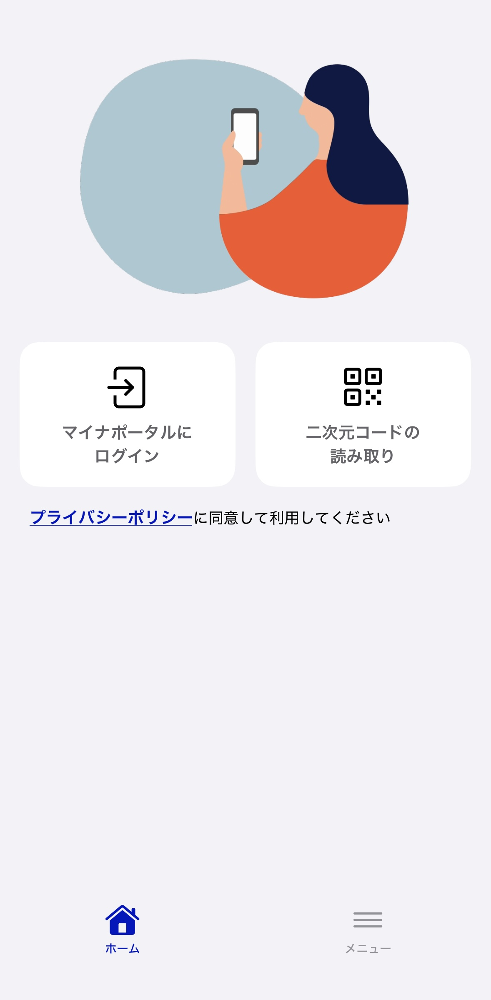 マイナポータルに
ログイン
二次元コードの
読み取り
プライバシーポリシーに同意して利用してください
ホーム
メニュー